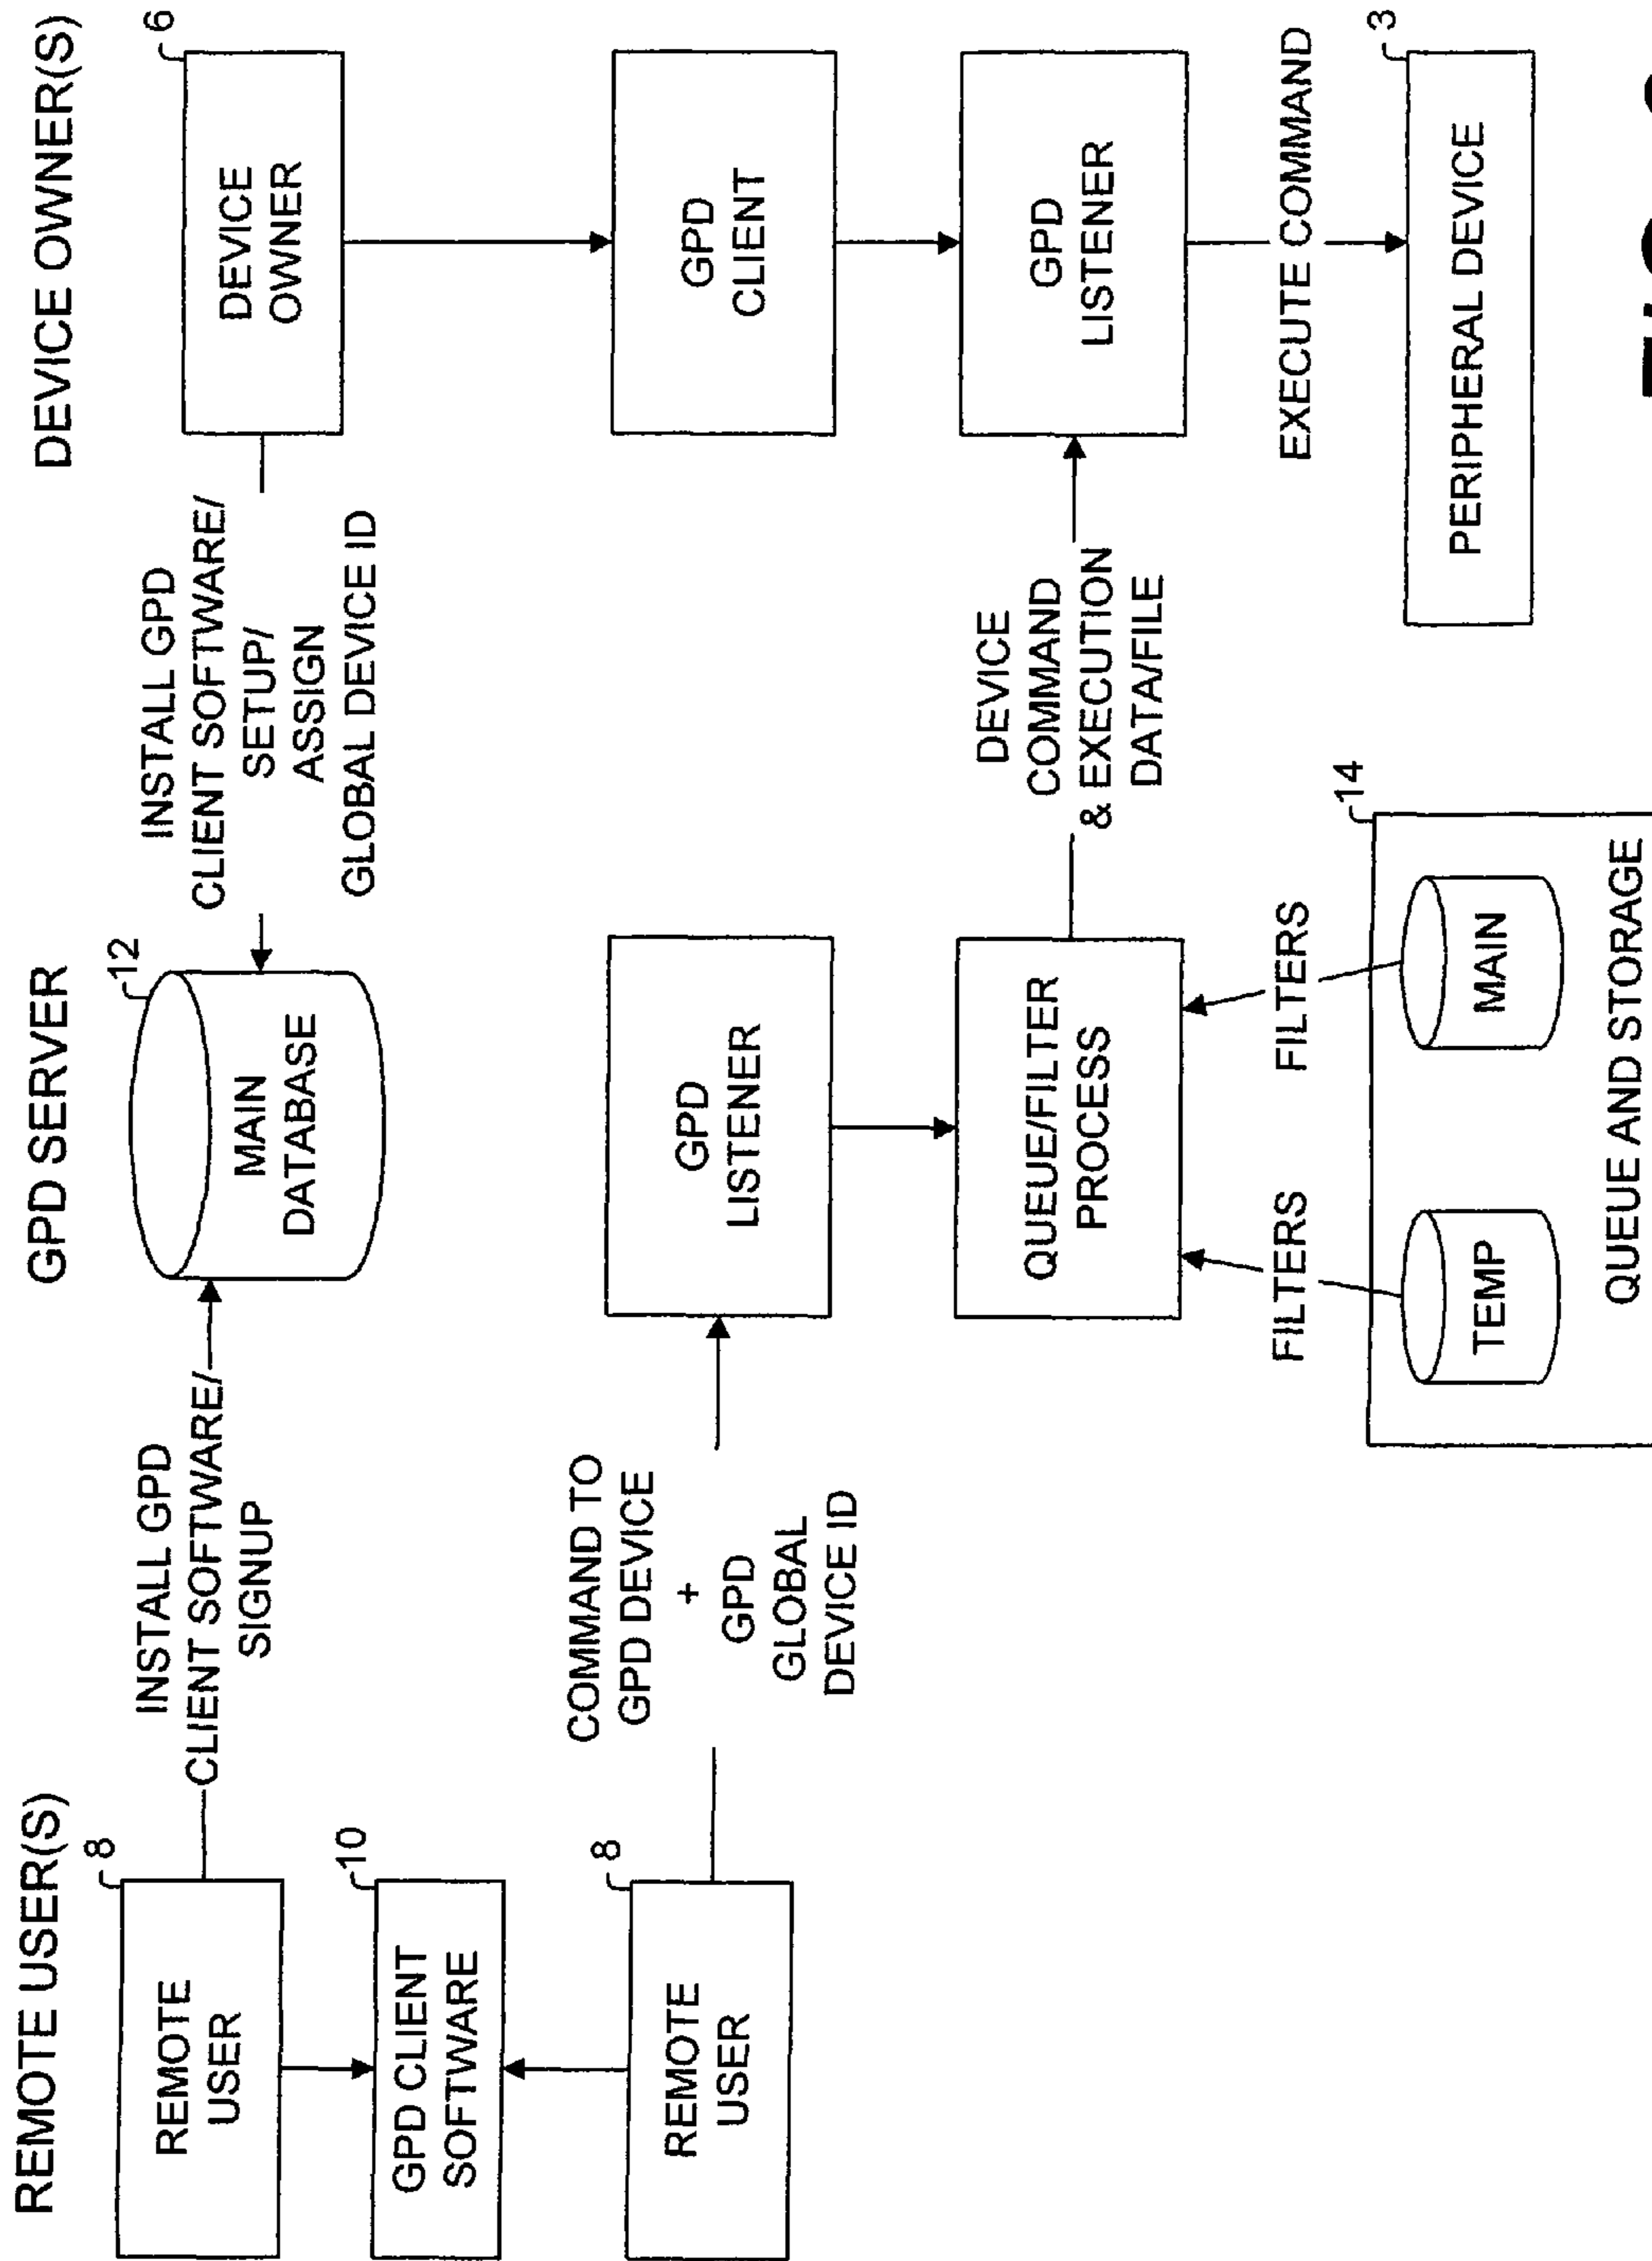 REMOTE USER(S)
GPD SERVER
DEVICE OWNER(S)
8
REMOTE
USER
INSTALL GPD
CLIENT SOFTWARE/
SIGNUP
12
MAIN
DATABASE
INSTALL GPD
CLIENT SOFTWARE/
SETUP/
ASSIGN
GLOBAL DEVICE ID
6
DEVICE
OWNER
10
GPD CLIENT
SOFTWARE
8
REMOTE
USER
COMMAND TO
GPD DEVICE
+
GPD
GLOBAL
DEVICE ID
GPD
LISTENER
GPD
CLIENT
QUEUE/FILTER
PROCESS
DEVICE
COMMAND
& EXECUTION
DATA/FILE
GPD
LISTENER
FILTERS
FILTERS
EXECUTE COMMAND
14
TEMP
MAIN
QUEUE AND STORAGE
3
PERIPHERAL DEVICE